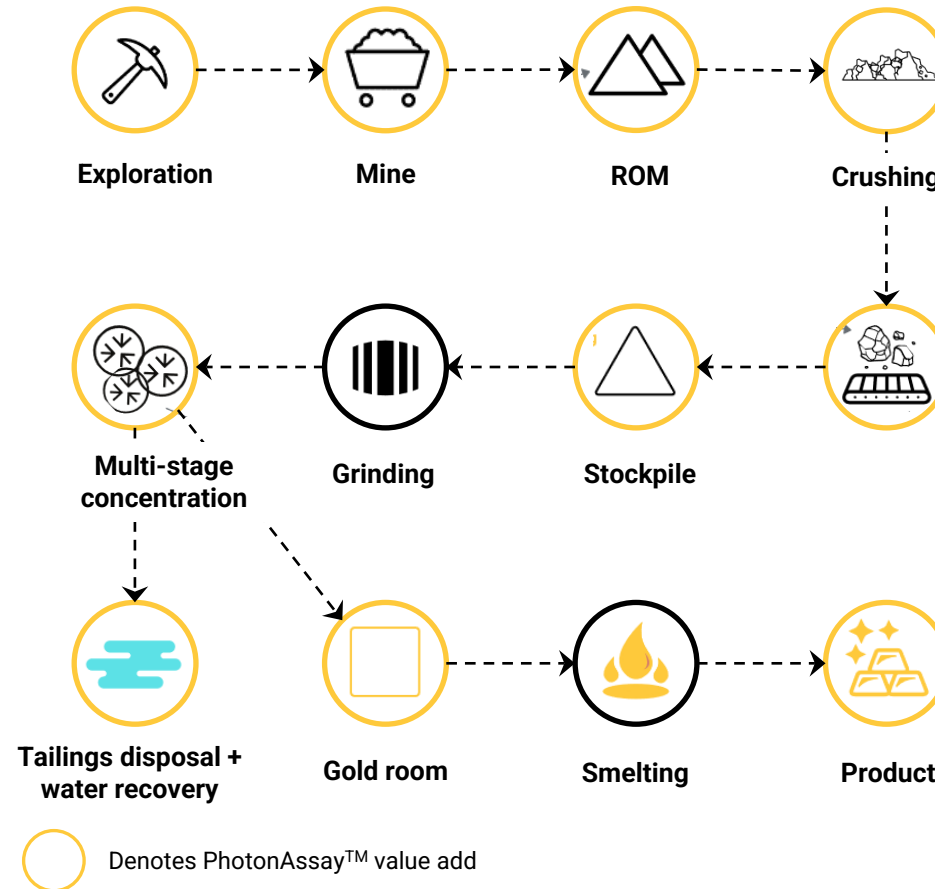 Exploration
Mine
ROM
Crushing
Multi-stage
concentration
Grinding
Stockpile
Tailings disposal +
water recovery
Gold room
Smelting
Product
Denotes PhotonAssay™ value add